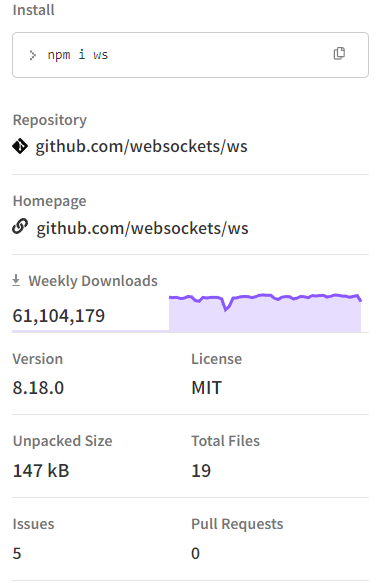 Install
> npm i ws
Repository
github.com/websockets/ws
Homepage
github.com/websockets/ws
Weekly Downloads
61,104,179
Version License
8.18.0 MIT
Unpacked Size Total Files
147 kB 19
Issues Pull Requests
5 0